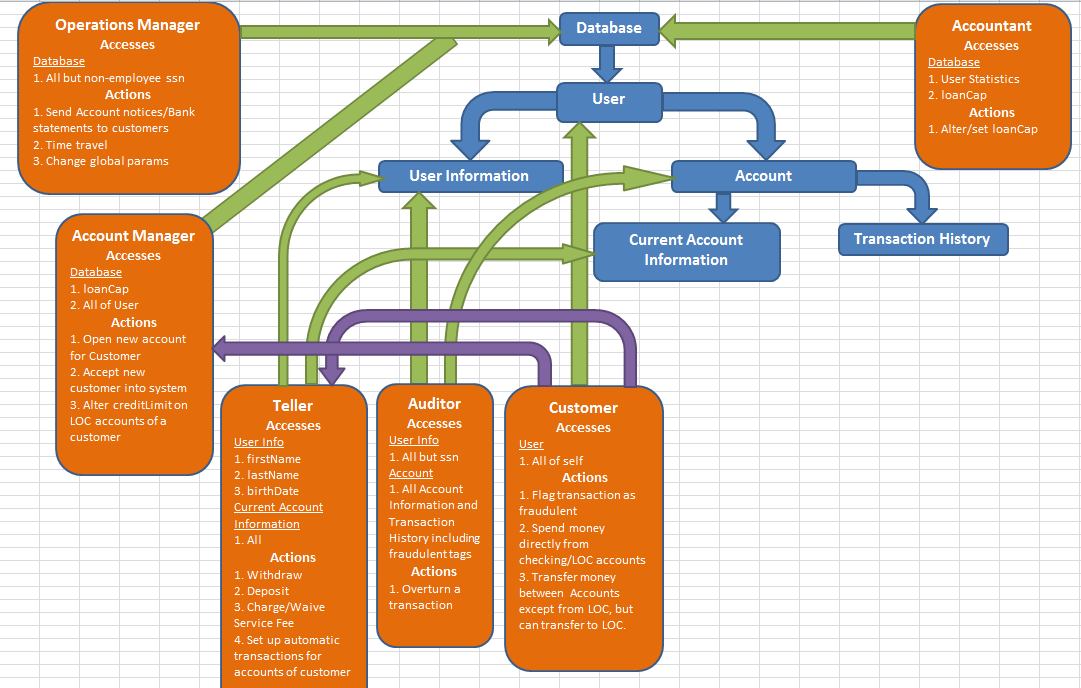 Operations Manager
Accesses
Database
1. All but non-employee ssn
Actions
1. Send Account notices/Bank
statements to customers
2. Time travel
3. Change global params
Database
User
User Information
Account
Current Account
Information
Transaction History
Accountant
Accesses
Database
1. User Statistics
2. loanCap
Actions
1. Alter/set loanCap
Account Manager
Accesses
Database
1. loanCap
2. All of User
Actions
1. Open new account
for Customer
2. Accept new
customer into system
3. Alter creditLimit on
LOC accounts of a
customer
Teller
Accesses
User Info
1. firstName
2. lastName
3. birthDate
Current Account
Information
1. All
Actions
1. Withdraw
2. Deposit
3. Charge/Waive
Service Fee
4. Set up automatic
transactions for
accounts of customer
Auditor
Accesses
User Info
1. All but ssn
Account
1. All Account
Information and
Transaction
History including
fraudulent tags
Actions
1. Overturn a
transaction
Customer
Accesses
User
1. All of self
Actions
1. Flag transaction as
fraudulent
2. Spend money
directly from
checking/LOC accounts
3. Transfer money
between Accounts
except from LOC, but
can transfer to LOC.